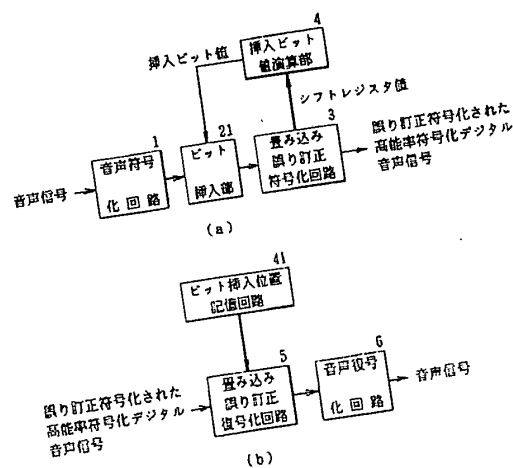 4
挿入ビット値
挿入ビット
値演算部
シフトレジスタ値
1
21
3
音声信号
音声符号
化回路
ビット
挿入部
畳み込み
誤り訂正
符号化回路
誤り訂正符号化された
高能率符号化デジタル
音声信号
(a)
41
ビット挿入位置
記憶回路
5
6
誤り訂正符号化された
高能率符号化デジタル
音声信号
畳み込み
誤り訂正
復号化回路
音声復号
化回路
音声信号
(b)